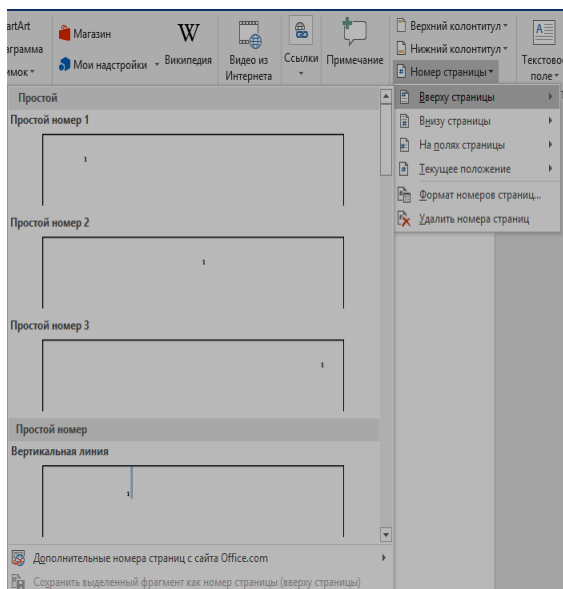 artArt
аграмма
имок
Магазин
Мои надстройки
W
Википедия
Видео из
Интернета
Ссылки
Примечание
Верхний колонтитул
Нижний колонтитул
Номер страницы
A
Текстово
поле
Простой
Простой номер 1
1
Простой номер 2
1
Простой номер 3
1
Простой номер
Вертикальная линия
1
Дополнительные номера страниц с сайта Office.com
Сохранить выделенный фрагмент как номер страницы (вверху страницы)
Вверху страницы
Внизу страницы
На полях страницы
Текущее положение
Формат номеров страниц...
Удалить номера страниц